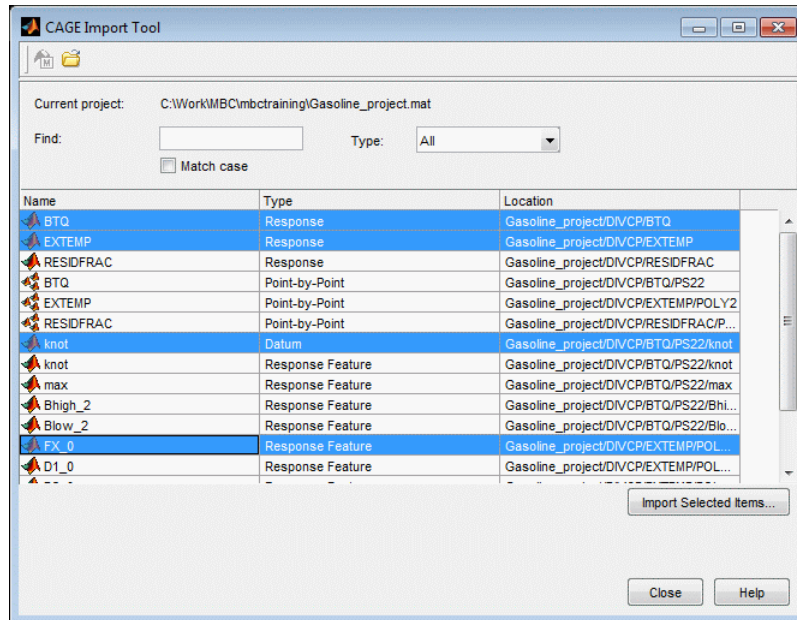 CAGE Import Tool
Current project: C:\Work\MBC\mbctraining\Gasoline_project.mat
Find: Type: All
Match case
Name Type Location
BTQ Response Gasoline_project/DIVCP/BTQ
EXTEMP Response Gasoline_project/DIVCP/EXTEMP
RESIDFRAC Response Gasoline_project/DIVCP/RESIDFRAC
BTQ Point-by-Point Gasoline_project/DIVCP/BTQ/PS22
EXTEMP Point-by-Point Gasoline_project/DIVCP/EXTEMP/POLY2
RESIDFRAC Point-by-Point Gasoline_project/DIVCP/RESIDFRAC/P...
knot Datum Gasoline_project/DIVCP/BTQ/PS22/knot
knot Response Feature Gasoline_project/DIVCP/BTQ/PS22/knot
max Response Feature Gasoline_project/DIVCP/BTQ/PS22/max
Bhigh_2 Response Feature Gasoline_project/DIVCP/BTQ/PS22/Bhi...
Blow_2 Response Feature Gasoline_project/DIVCP/BTQ/PS22/Blo...
FX_0 Response Feature Gasoline_project/DIVCP/EXTEMP/POL...
D1_0 Response Feature Gasoline_project/DIVCP/EXTEMP/POL...
Import Selected Items...
Close Help